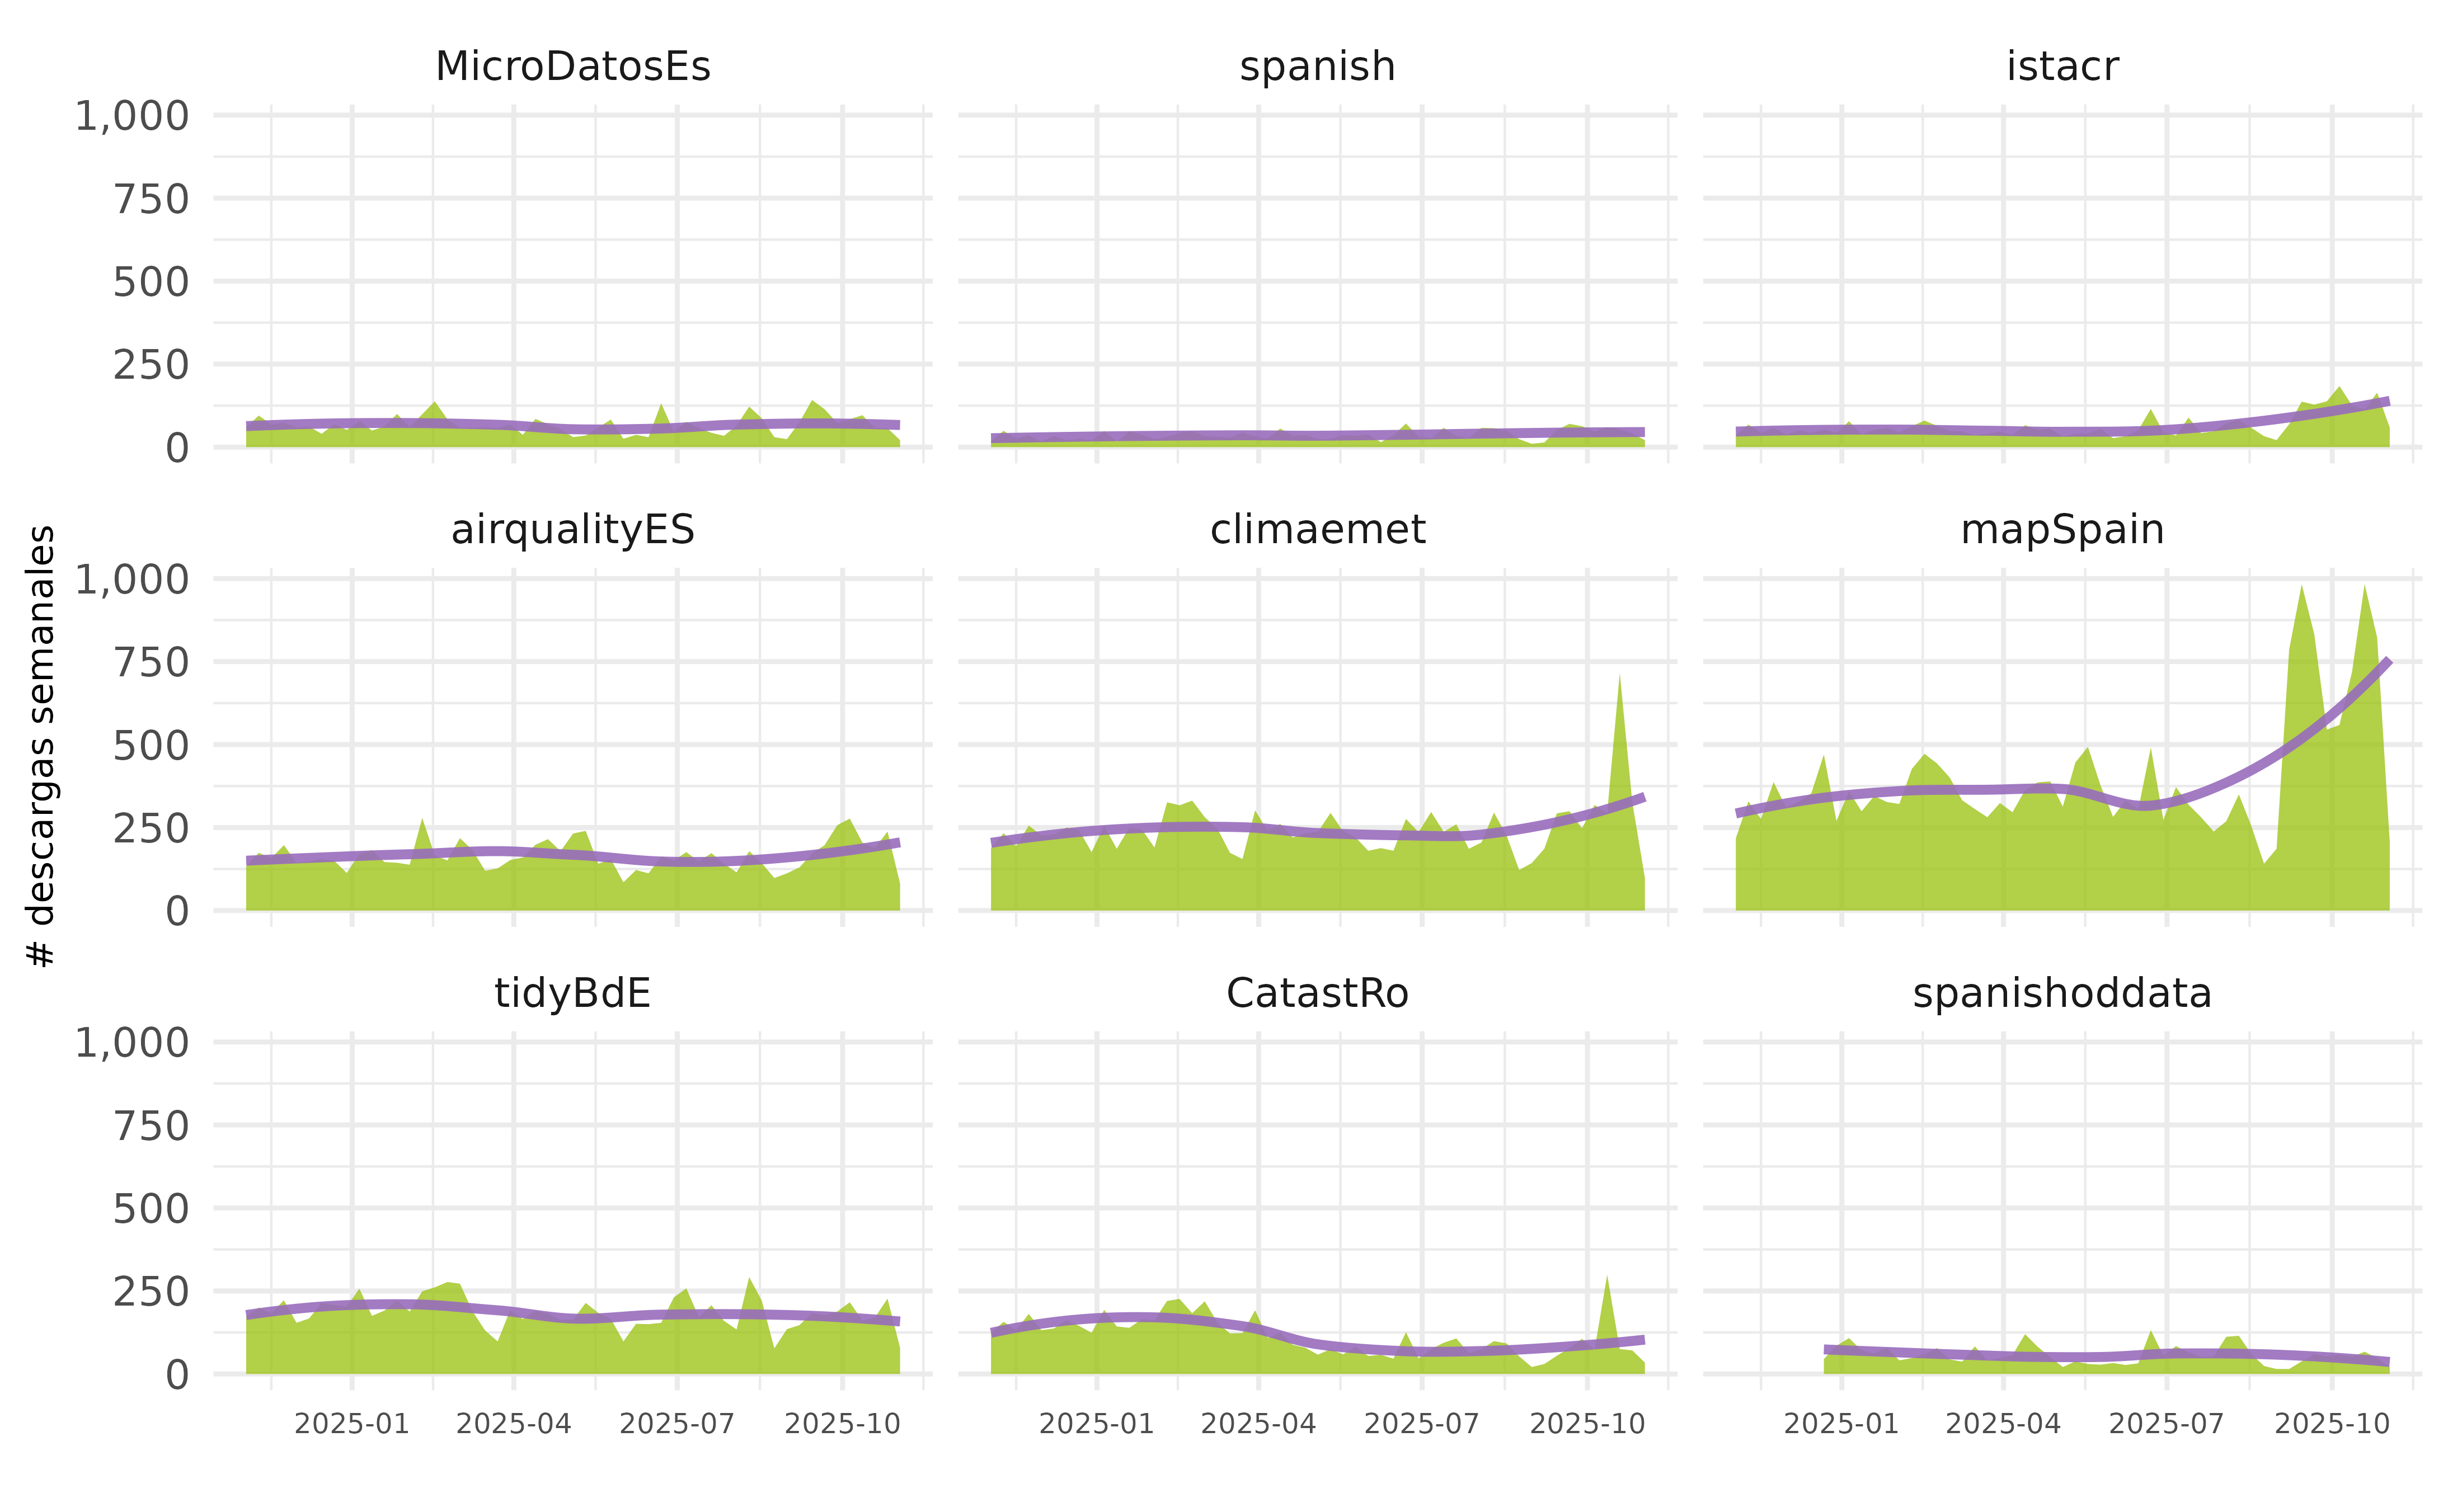 MicroDatosEs
spanish
istacr
1,000
750
500
250
0
airqualityES
climaemet
mapSpain
1,000
750
500
250
0
# descargas semanales
tidyBdE
CatastRo
spanishoddata
1,000
750
500
250
0
2025-01 2025-04 2025-07 2025-10
2025-01 2025-04 2025-07 2025-10
2025-01 2025-04 2025-07 2025-10